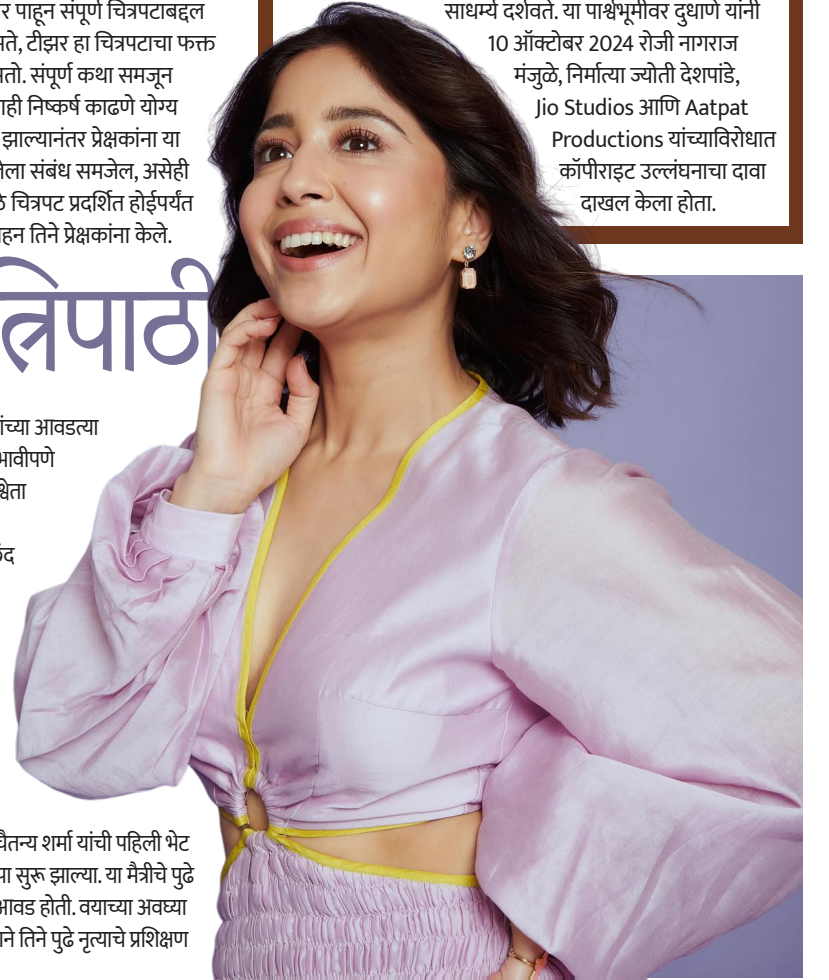 र पाहून संपूर्ण चित्रपटाबद्दल
ते, टीझर हा चित्रपटाचा फक्त
तो. संपूर्ण कथा समजून
ही निष्कर्ष काढणे योग्य
झाल्यानंतर प्रेक्षकांना या
ला संबंध समजेल, असेही
चित्रपट प्रदर्शित होईपर्यंत
हन तिने प्रेक्षकांना केले.
साधर्म्य दर्शवते. या पार्श्वभूमीवर दुधाणे यांनी
10 ऑक्टोबर 2024 रोजी नागराज
मंजुळे, निर्मात्या ज्योती देशपांडे,
Jio Studios आणि Aatpat
Productions यांच्याविरोधात
कॉपीराइट उल्लंघनाचा दावा
दाखल केला होता.
त्रिपाठी
ांच्या आवडत्या
भावीपणे
श्वेता
ंद
चैतन्य शर्मा यांची पहिली भेट
पा सुरू झाल्या. या मैत्रीचे पुढे
आवड होती. वयाच्या अवघ्या
ने तिने पुढे नृत्याचे प्रशिक्षण